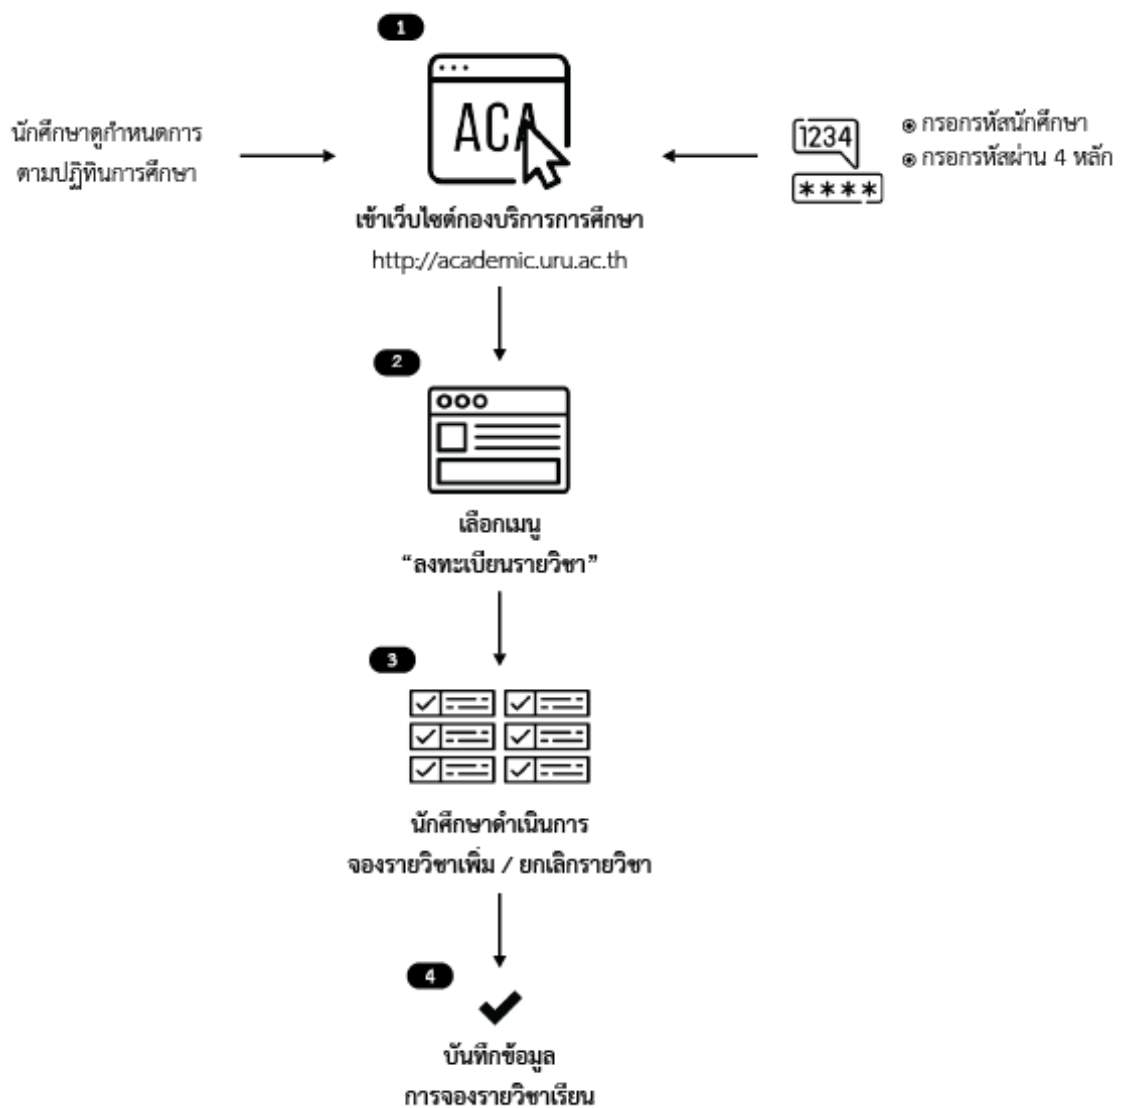 1
ACA
นักศึกษาดูกำหนดการ
ตามปฏิทินการศึกษา
1234
****
๏ กรอกรหัสนักศึกษา
๏ กรอกรหัสผ่าน 4 หลัก
เข้าเว็บไซต์กองบริการการศึกษา
http://academic.uru.ac.th
2
เลือกเมนู
“ลงทะเบียนรายวิชา”
3
นักศึกษาดำเนินการ
จองรายวิชาเพิ่ม / ยกเลิกรายวิชา
4
บันทึกข้อมูล
การจองรายวิชาเรียน